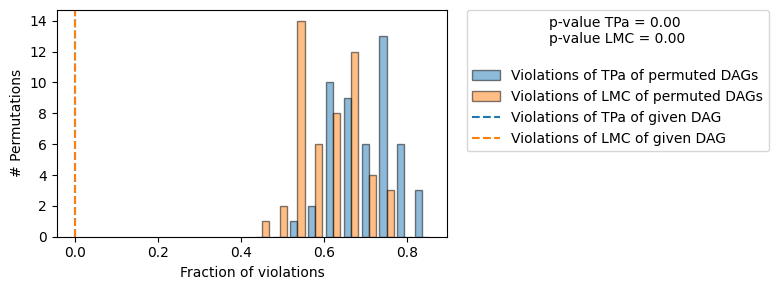 14
12
10
8
6
4
2
0
# Permutations
0.0 0.2 0.4 0.6 0.8
Fraction of violations
p-value TPa = 0.00
p-value LMC = 0.00
Violations of TPa of permuted DAGs
Violations of LMC of permuted DAGs
Violations of TPa of given DAG
Violations of LMC of given DAG